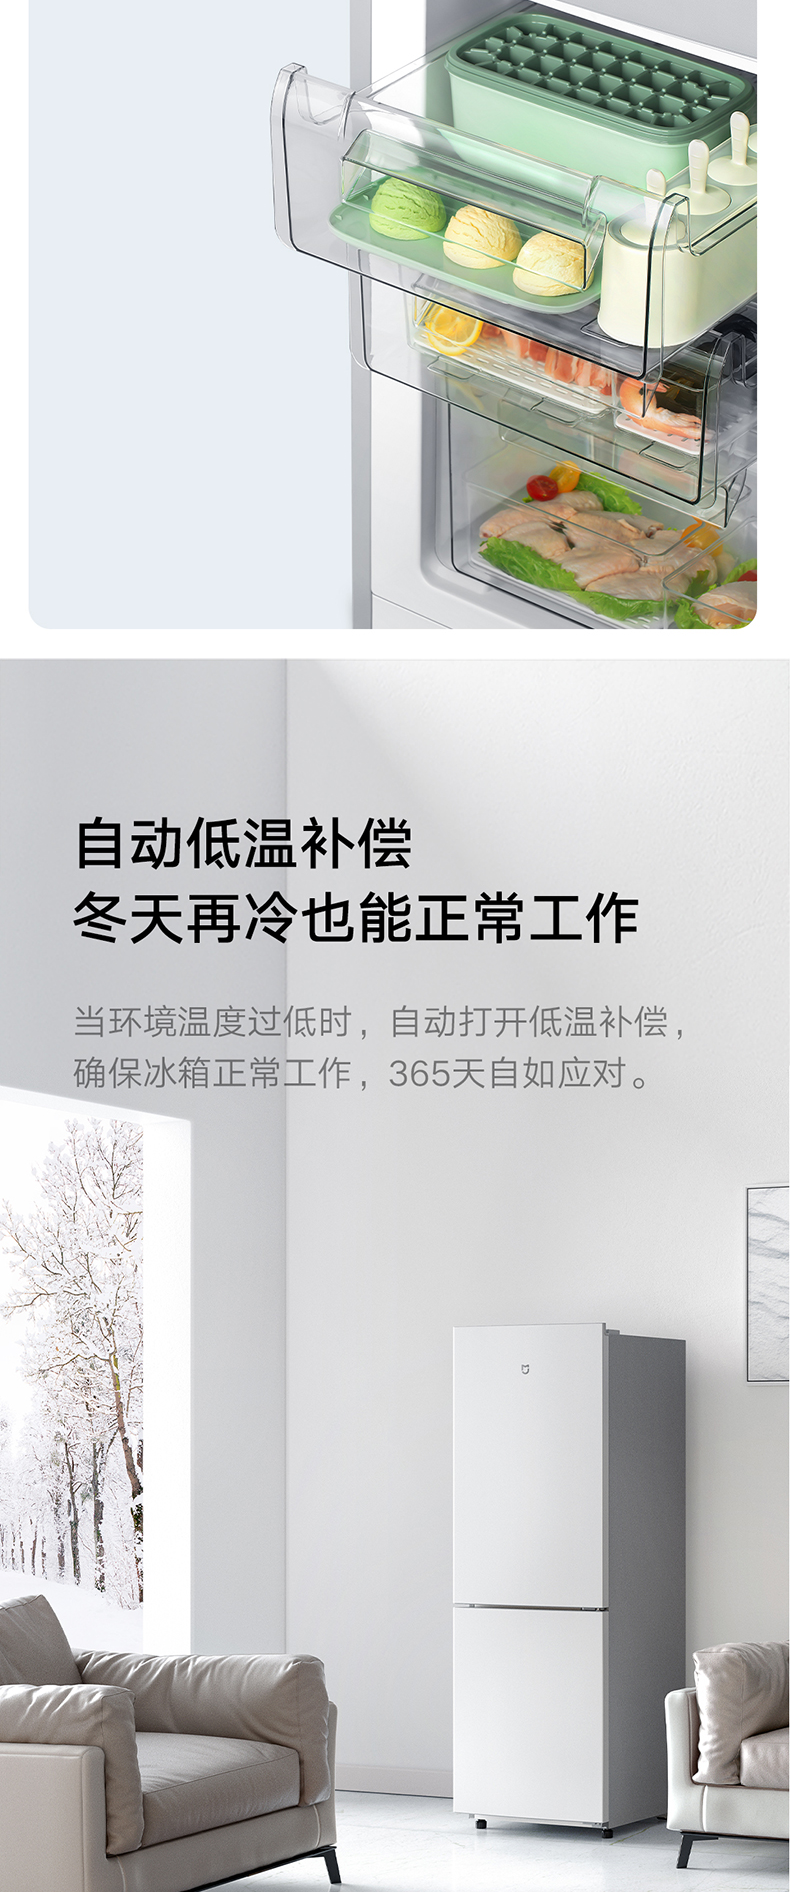 自动低温补偿
冬天再冷也能正常工作
当环境温度过低时，自动打开低温补偿，
确保冰箱正常工作，365天自如应对。